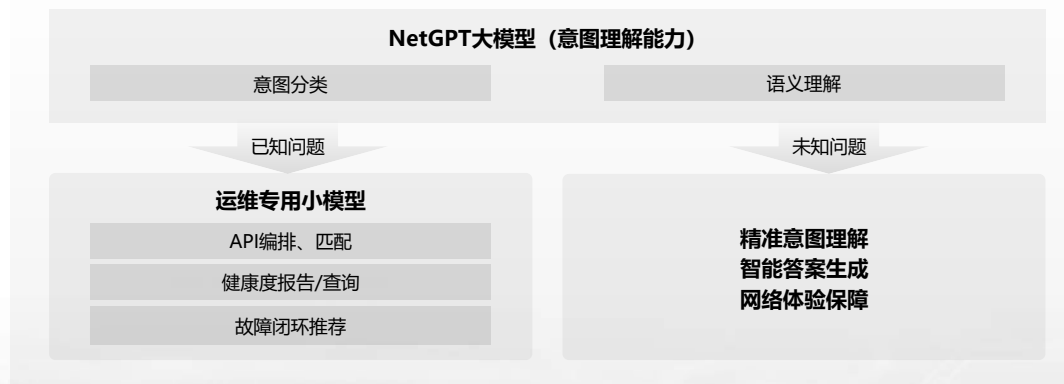 NetGPT大模型（意图理解能力）
意图分类
语义理解
已知问题
未知问题
运维专用小模型
API编排、匹配
健康度报告/查询
故障闭环推荐
精准意图理解
智能答案生成
网络体验保障